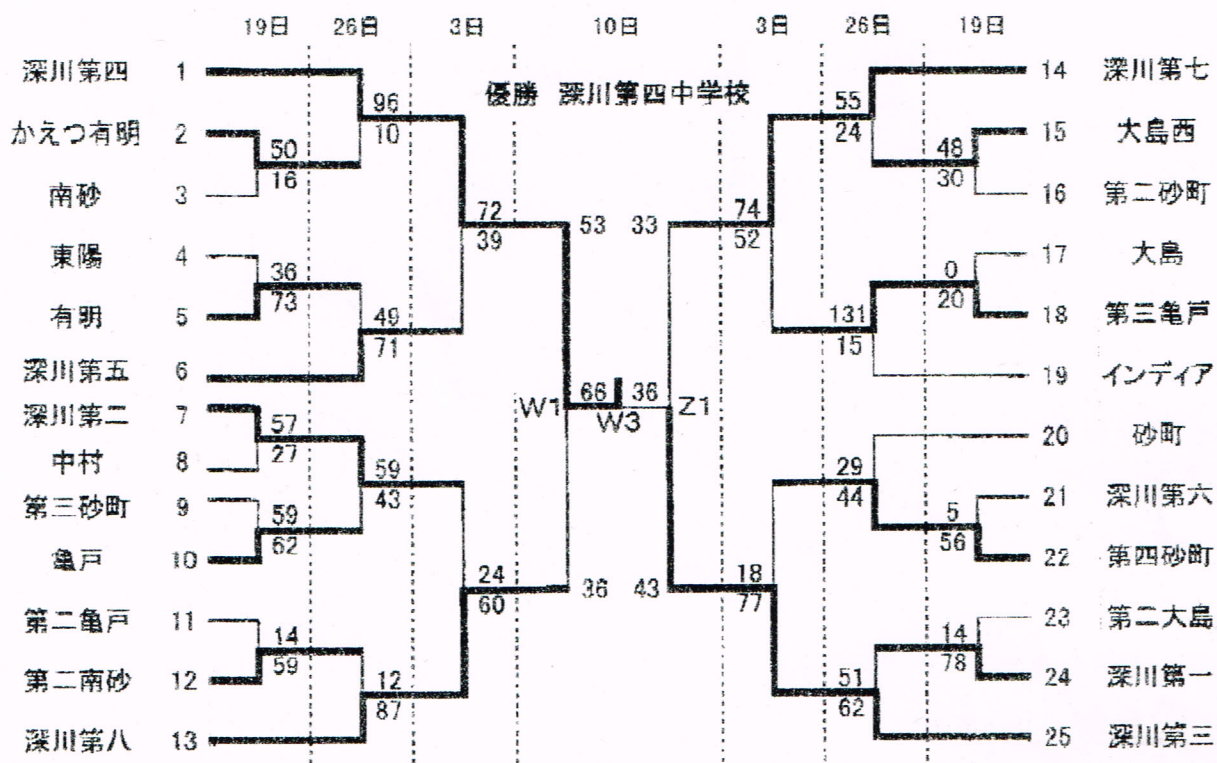 19日 26日 3日 10日 3日 26日 19日
優勝 深川第四中学校
深川第四 1
かえつ有明 2
南砂 3
東陽 4
有明 5
深川第五 6
深川第二 7
中村 8
第三砂町 9
亀戸 10
第二亀戸 11
第二南砂 12
深川第八 13
50
16
36
73
57
27
59
62
14
59
96
10
49
71
59
43
12
87
72
39
24
60
53 33
W1 66 36 Z1
W3
36 43
74
52
18
77
55
24
131
15
29
44
51
62
48
30
0
20
5
56
14
78
14 深川第七
15 大島西
16 第二砂町
17 大島
18 第三亀戸
19 インディア
20 砂町
21 深川第六
22 第四砂町
23 第二大島
24 深川第一
25 深川第三